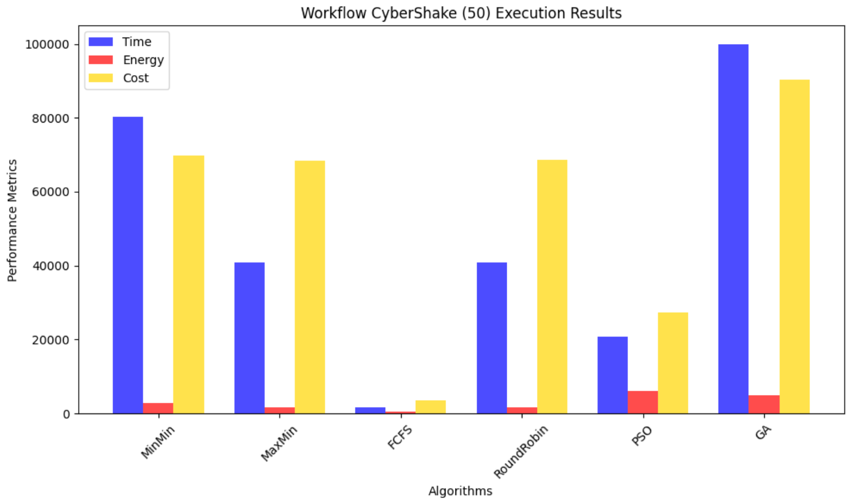 Workflow CyberShake (50) Execution Results
Time
Energy
Cost
Performance Metrics
100000
80000
60000
40000
20000
0
MinMin
MaxMin
FCFS
RoundRobin
PSO
GA
Algorithms